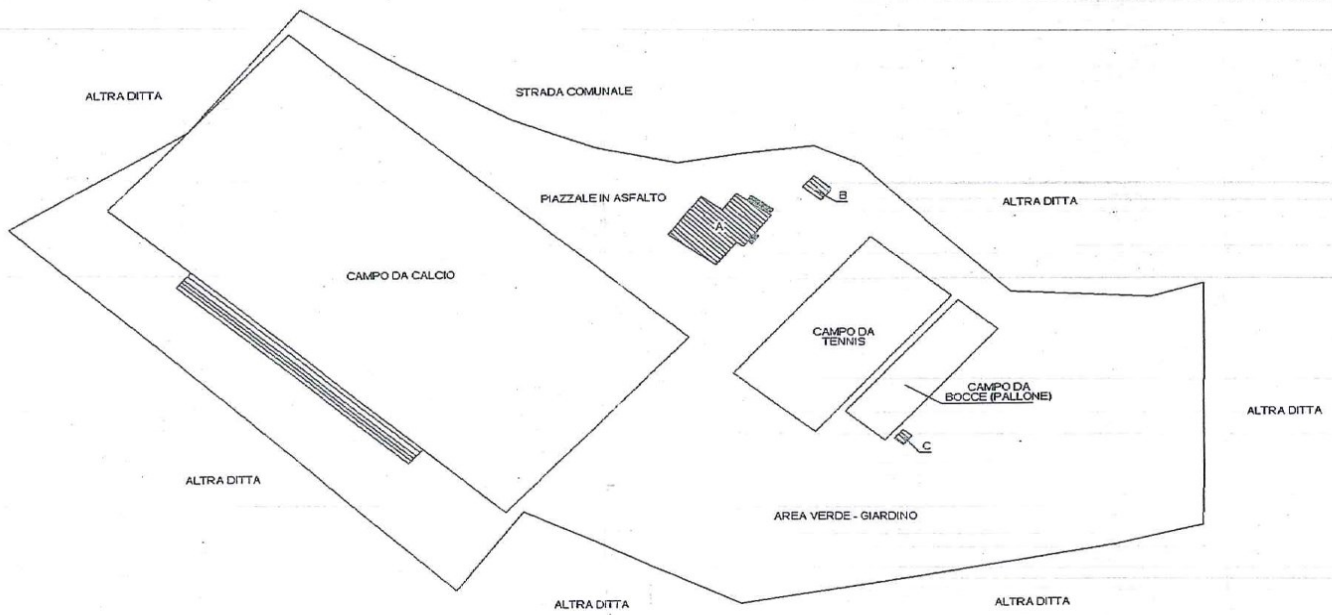 ALTRA DITTA
STRADA COMUNALE
PIAZZALE IN ASFALTO
B
ALTRA DITTA
A
CAMPO DA CALCIO
CAMPO DA
TENNIS
CAMPO DA
BOCCE (PALLONE)
ALTRA DITTA
C
ALTRA DITTA
AREA VERDE - GIARDINO
ALTRA DITTA
ALTRA DITTA